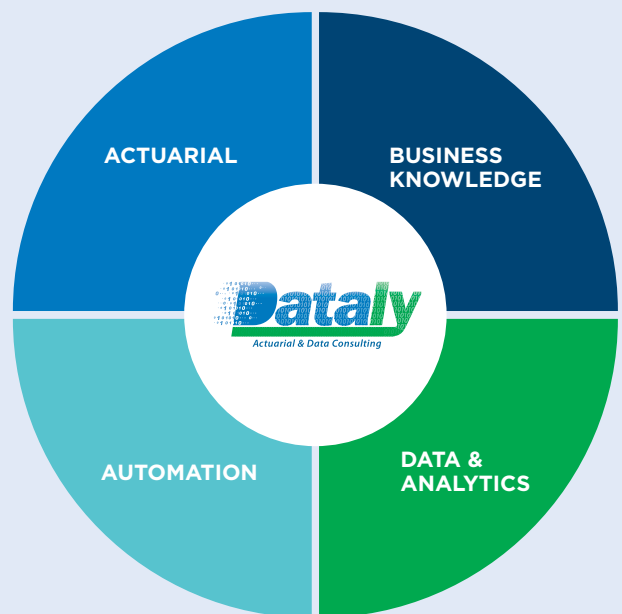 ACTUARIAL
BUSINESS
KNOWLEDGE
Dataly
Actuarial & Data Consulting
AUTOMATION
DATA &
ANALYTICS